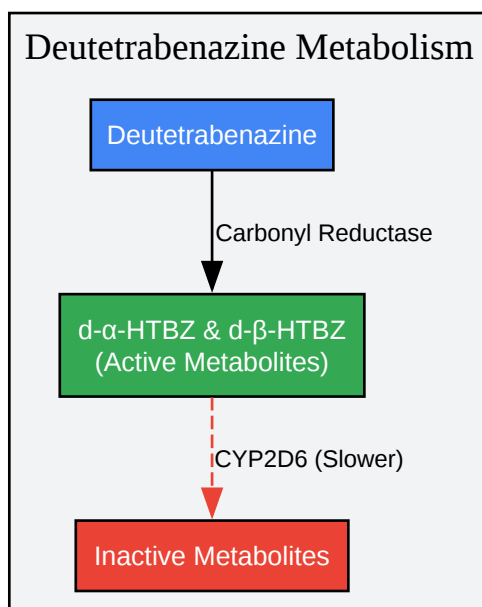 Deutetrabenazine Metabolism
Deutetrabenazine
Carbonyl Reductase
d-α-HTBZ & d-β-HTBZ
(Active Metabolites)
CYP2D6 (Slower)
Inactive Metabolites